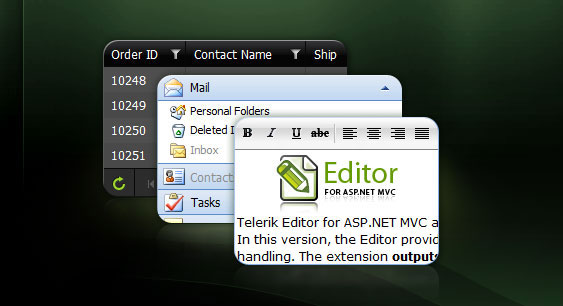 Order ID Contact Name Ship
10248
10249
10250
10251
Mail
Personal Folders
Deleted
Inbox
Contact
Tasks
B I U abc
Editor
FOR ASP.NET MVC
Telerik Editor for ASP.NET MVC a
In this version, the Editor provid
handling. The extension outputs